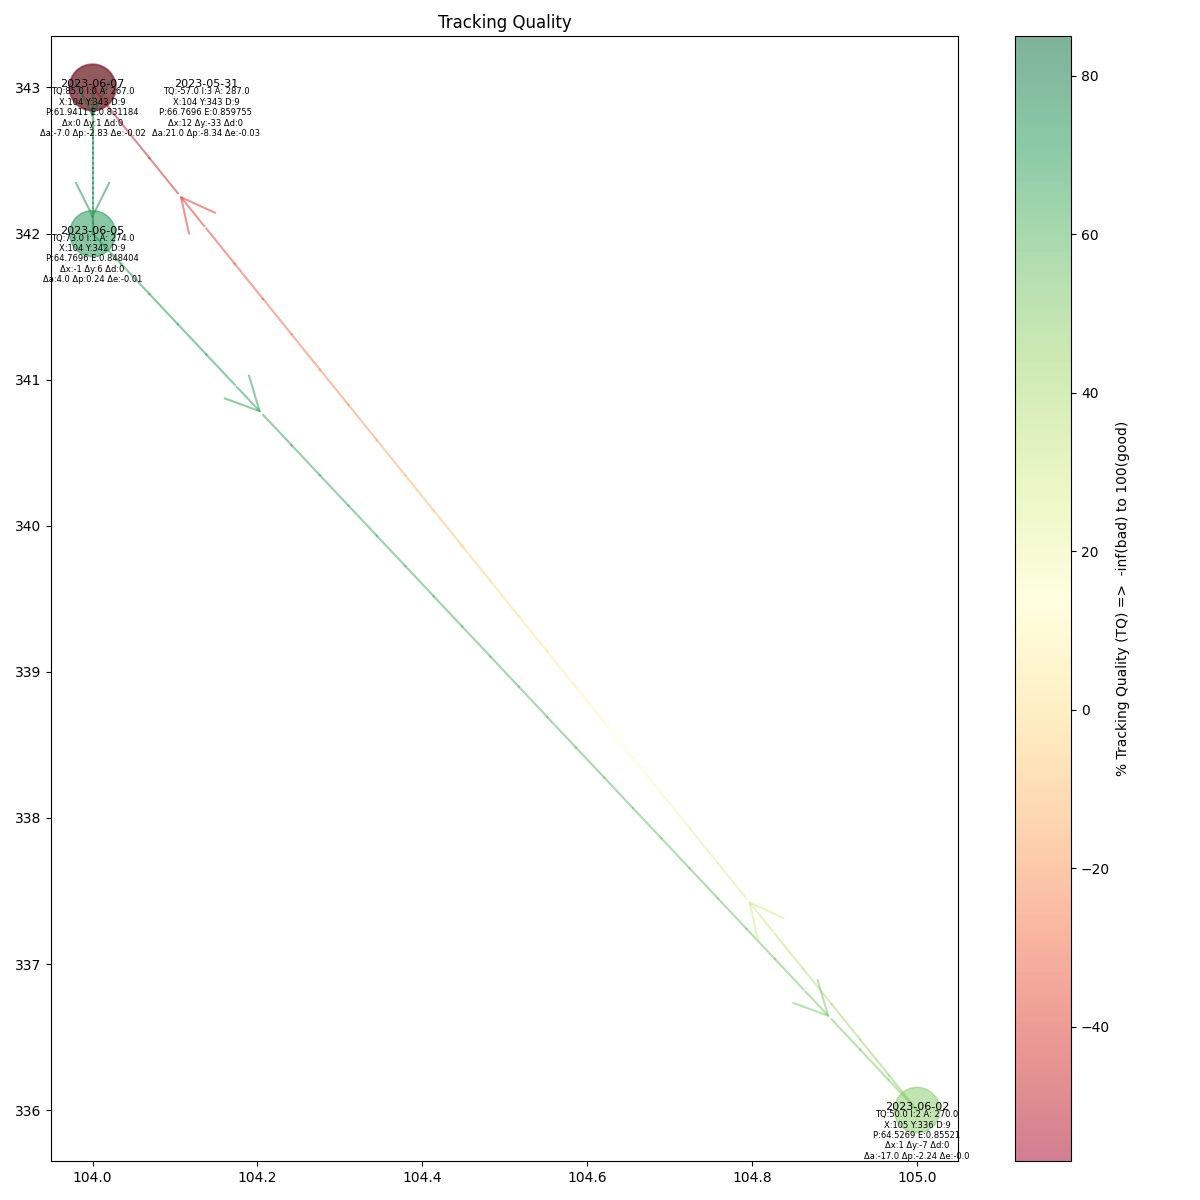 Tracking Quality
343
342
341
340
339
338
337
336
2023-06-07
TQ:85.0 I:0 A: 267.0
X:104 Y:343 D:9
P:61.9411 E:0.831184
Δx:0 Δy:1 Δd:0
Δa:-7.0 Δp:-2.83 Δe:-0.02
2023-05-31
TQ:-57.0 I:3 A: 287.0
X:104 Y:343 D:9
P:66.7696 E:0.859755
Δx:12 Δy:-33 Δd:0
Δa:21.0 Δp:-8.34 Δe:-0.03
2023-06-05
TQ:73.0 I:1 A: 274.0
X:104 Y:342 D:9
P:64.7696 E:0.848404
Δx:-1 Δy:6 Δd:0
Δa:4.0 Δp:0.24 Δe:-0.01
2023-06-02
TQ:50.0 I:2 A: 270.0
X:105 Y:336 D:9
P:64.5269 E:0.85521
Δx:1 Δy:-7 Δd:0
Δa:-17.0 Δp:-2.24 Δe:-0.0
104.0
104.2
104.4
104.6
104.8
105.0
80
60
40
20
0
−20
−40
% Tracking Quality (TQ) => -inf(bad) to 100(good)